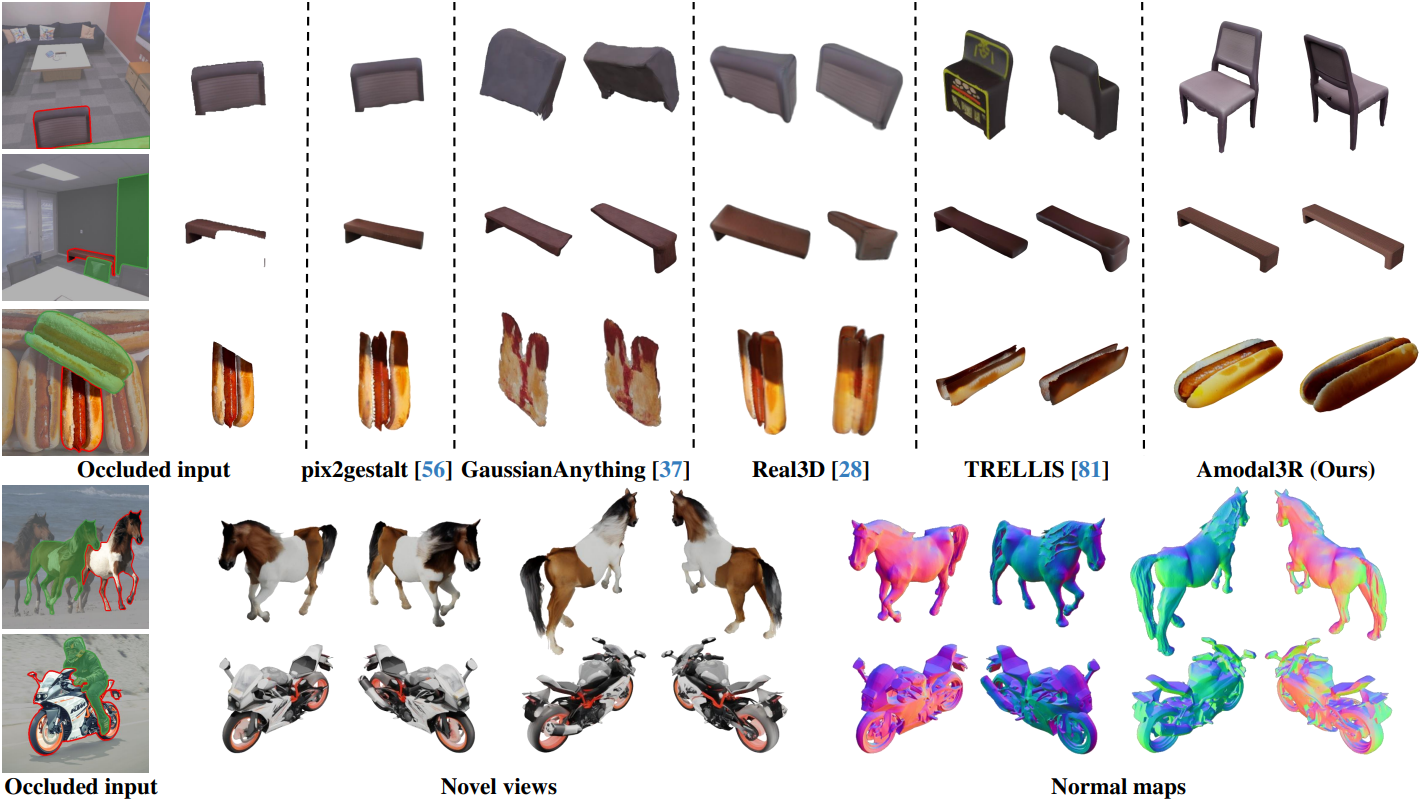 Occluded input
pix2gestalt [56]
GaussianAnything [37]
Real3D [28]
TRELLIS [81]
Amodal3R (Ours)
Occluded input
Novel views
Normal maps